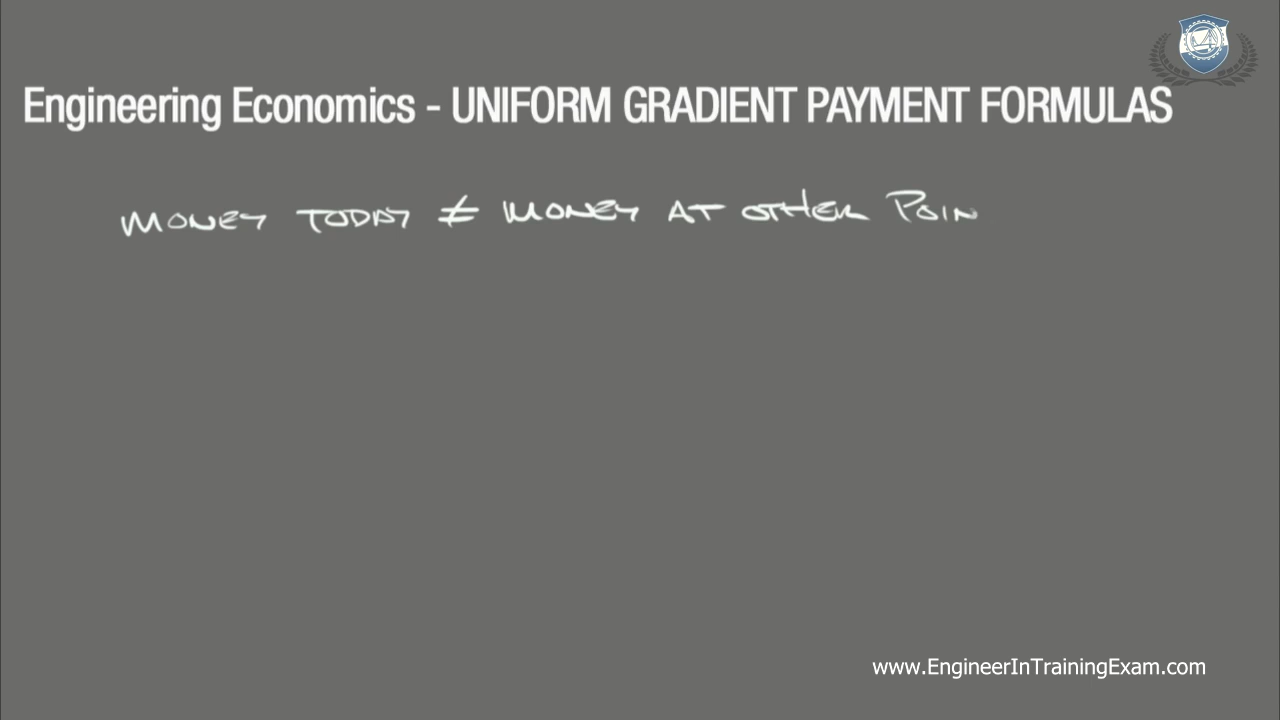 Engineering Economics - UNIFORM GRADIENT PAYMENT FORMULAS
MONEY TODAY ≠ MONEY AT OTHER POIN
www.EngineerInTrainingExam.com